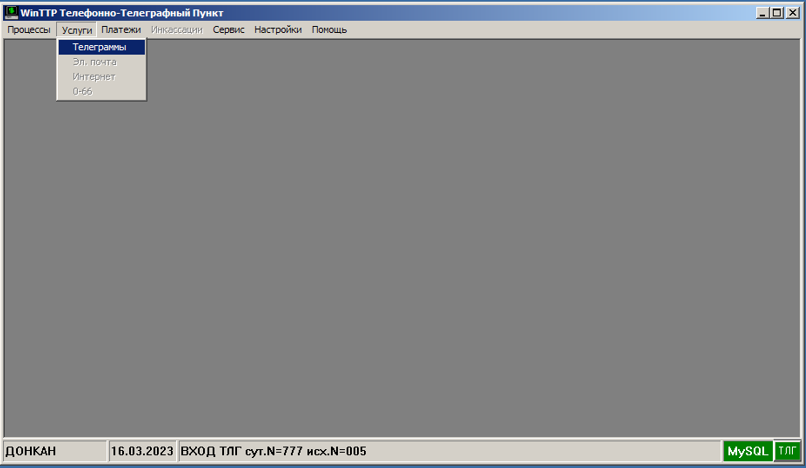 WinTTP Телефонно-Телеграфный Пункт
Процессы Услуги Платежи Инкассации Сервис Настройки Помощь
Телеграммы
Эл. почта
Интернет
0-66
ДОНКАН 16.03.2023 ВХОД ТЛГ сут.N=777 исх.N=005 MySQL ТЛГ